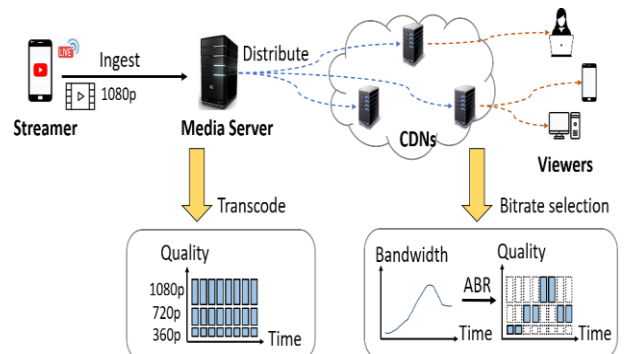 LIVE
Ingest
1080p
Streamer
Media Server
Distribute
CDNs
Viewers
Transcode
Bitrate selection
Quality
1080p
720p
360p
Time
Bandwidth
Time
ABR
Quality
Time